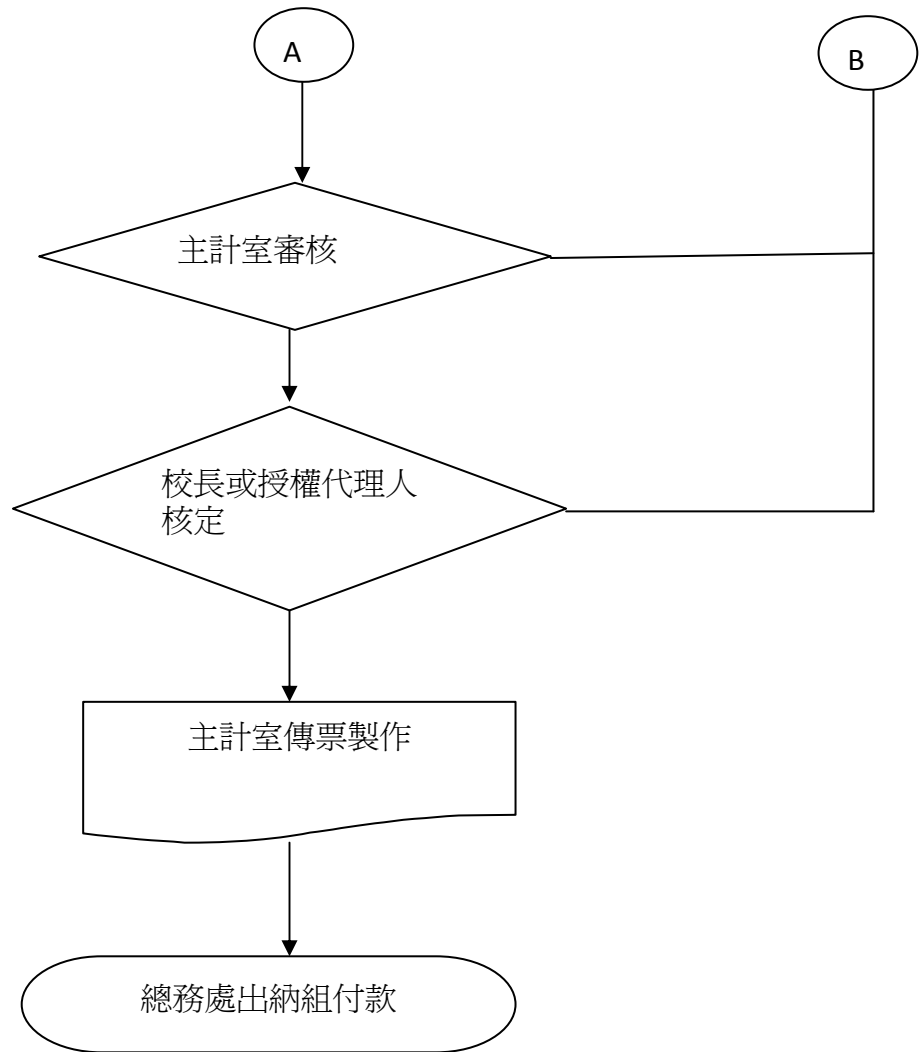 A
B
主計室審核
校長或授權代理人
核定
主計室傳票製作
總務處出納組付款